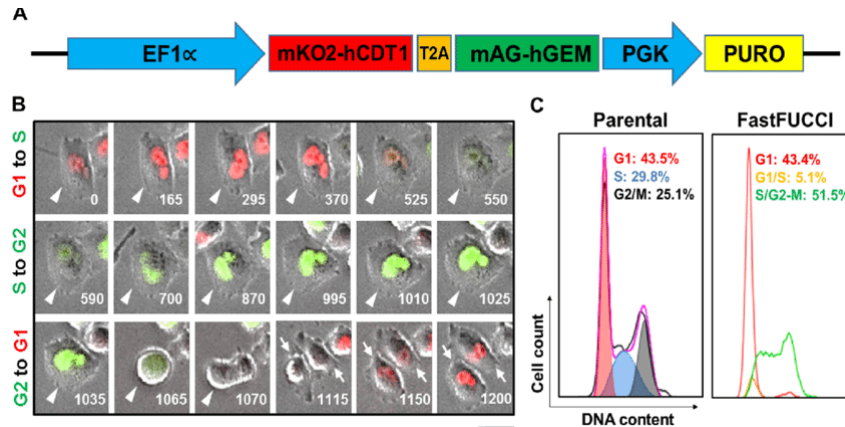 A
EF1∝ mKO2-hCDT1 T2A mAG-hGEM PGK PURO
B
G1 to S
0 165 295 370 525 550
S to G2
590 700 870 995 1010 1025
G2 to G1
1035 1065 1070 1115 1150 1200
C
Parental
G1: 43.5%
S: 29.8%
G2/M: 25.1%
FastFUCCI
G1: 43.4%
G1/S: 5.1%
S/G2-M: 51.5%
Cell count
DNA content